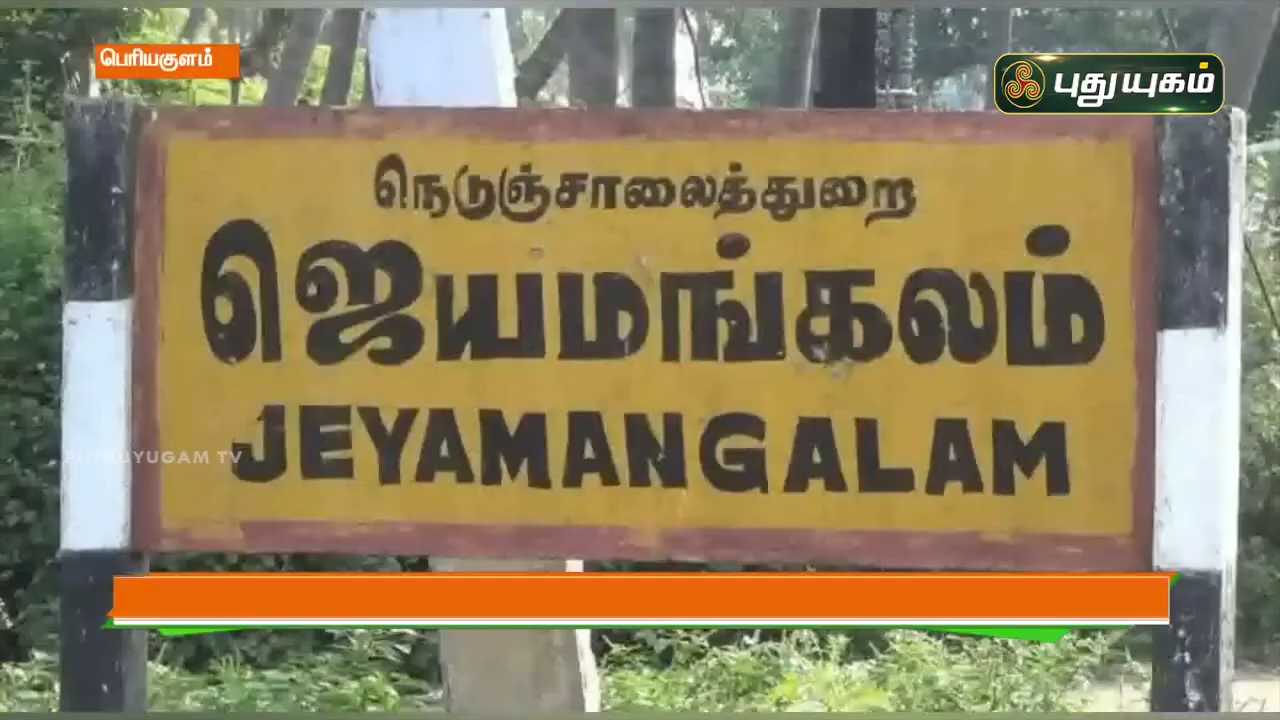 பெரியகுளம்
புதுயுகம்
நெடுஞ்சாலைத்துறை
ஜெயமங்கலம்
JEYAMANGALAM
PUTHUYUGAM TV